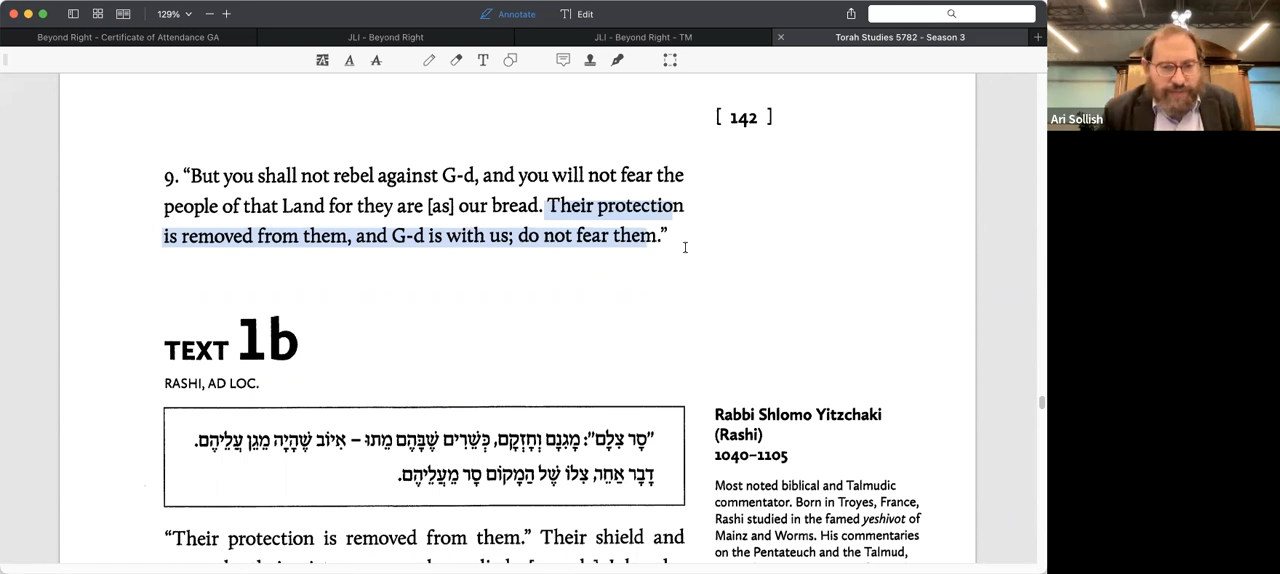 129%
Annotate
Edit
Beyond Right - Certificate of Attendance GA
JLI - Beyond Right
JLI - Beyond Right - TM
Torah Studies 5782 - Season 3
[ 142 ]
9. “But you shall not rebel against G-d, and you will not fear the
people of that Land for they are [as] our bread. Their protection
is removed from them, and G-d is with us; do not fear them.”
TEXT 1b
RASHI, AD LOC.
"סָר צִלָּם": מָגִנָּם וְחָזְקָם, כְּשֵׁרִים שֶׁבָּהֶם מֵתוּ – אִיּוֹב שֶׁהָיָה מֵגֵן עֲלֵיהֶם.
דָבָר אַחֵר, צִלוֹ שֶׁל הַמָקוֹם סָר מֵעֲלֵיהֶם.
“Their protection is removed from them.” Their shield and
Rabbi Shlomo Yitzchaki
(Rashi)
1040–1105
Most noted biblical and Talmudic
commentator. Born in Troyes, France,
Rashi studied in the famed yeshivot of
Mainz and Worms. His commentaries
on the Pentateuch and the Talmud,
Ari Sollish